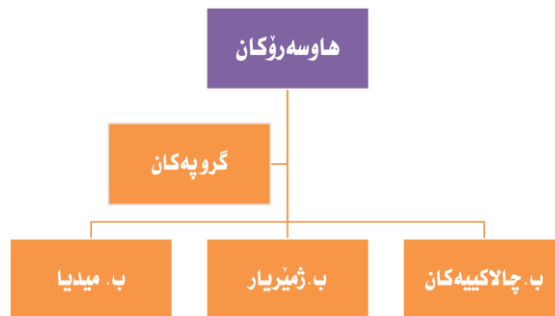 هاوسەرۆکان
گروپەکان
ب.چالاکییەکان
ب.ژمێریار
ب. میدیا